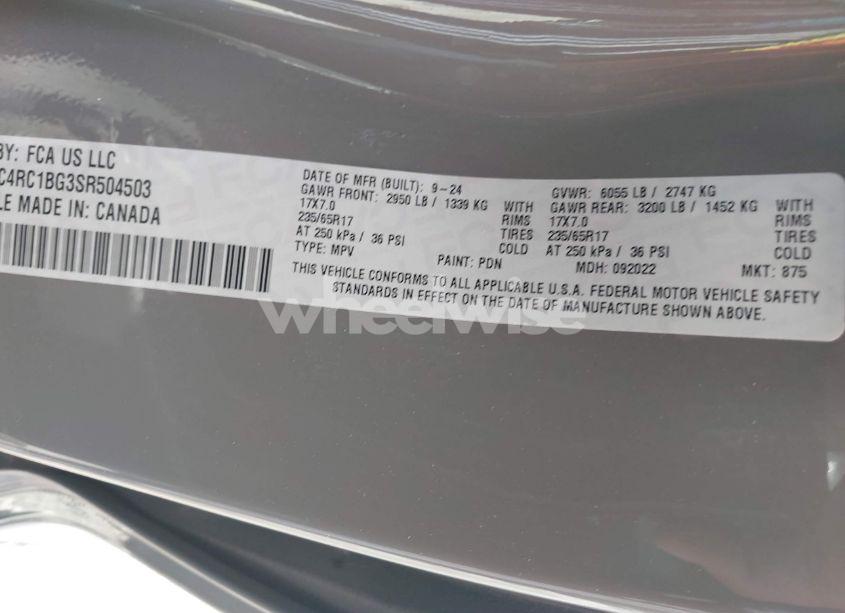 BY: FCA US LLC
C4RC1BG3SR504503
LE MADE IN: CANADA
DATE OF MFR (BUILT): 9-24
GAWR FRONT: 2950 LB / 1339 KG WITH
17X7.0 RIMS
235/65R17 TIRES
AT 250 kPa / 36 PSI COLD
TYPE: MPV PAINT: PDN
GVWR: 6055 LB / 2747 KG
GAWR REAR: 3200 LB / 1452 KG WITH
17X7.0 RIMS
235/65R17 TIRES
AT 250 kPa / 36 PSI COLD
MDH: 092022 MKT: 875
THIS VEHICLE CONFORMS TO ALL APPLICABLE U.S.A. FEDERAL MOTOR VEHICLE SAFETY
STANDARDS IN EFFECT ON THE DATE OF MANUFACTURE SHOWN ABOVE.
wheelwise